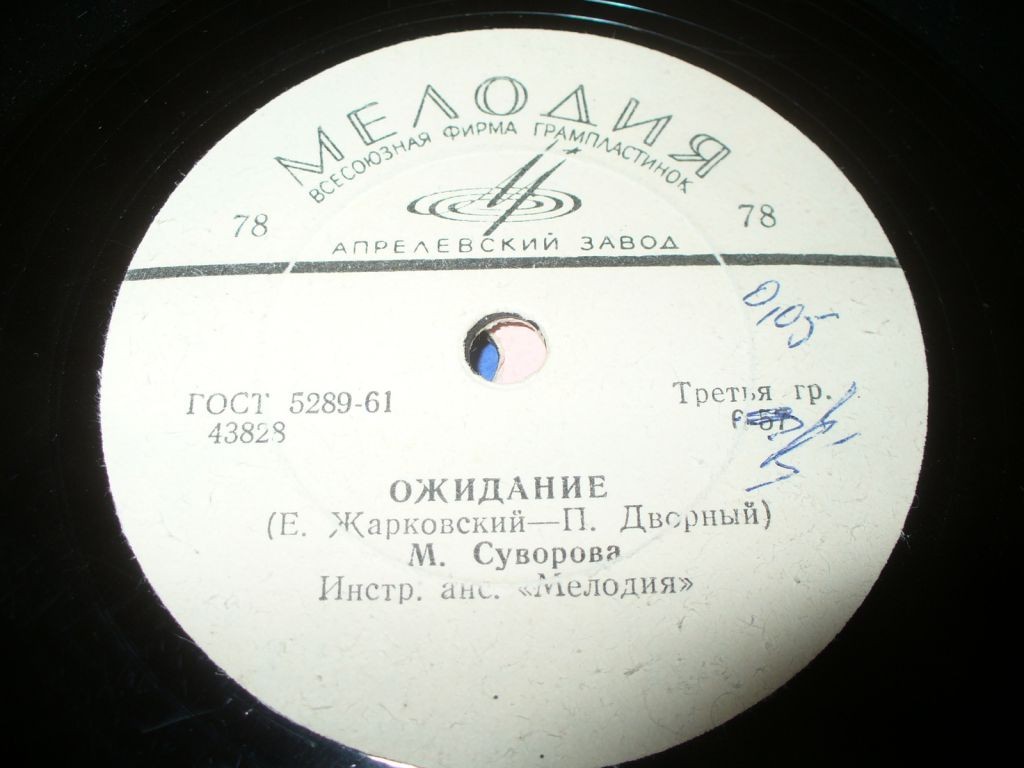 МЕЛОДИЯ
ВСЕСОЮЗНАЯ ФИРМА ГРАМПЛАСТИНОК
78 78
АПРЕЛЕВСКИЙ ЗАВОД
0,05
ГОСТ 5289-61 Третья гр.
43828
ОЖИДАНИЕ
(Е. Жарковский—П. Дворный)
М. Суворова
Инстр. анс. «Мелодия»